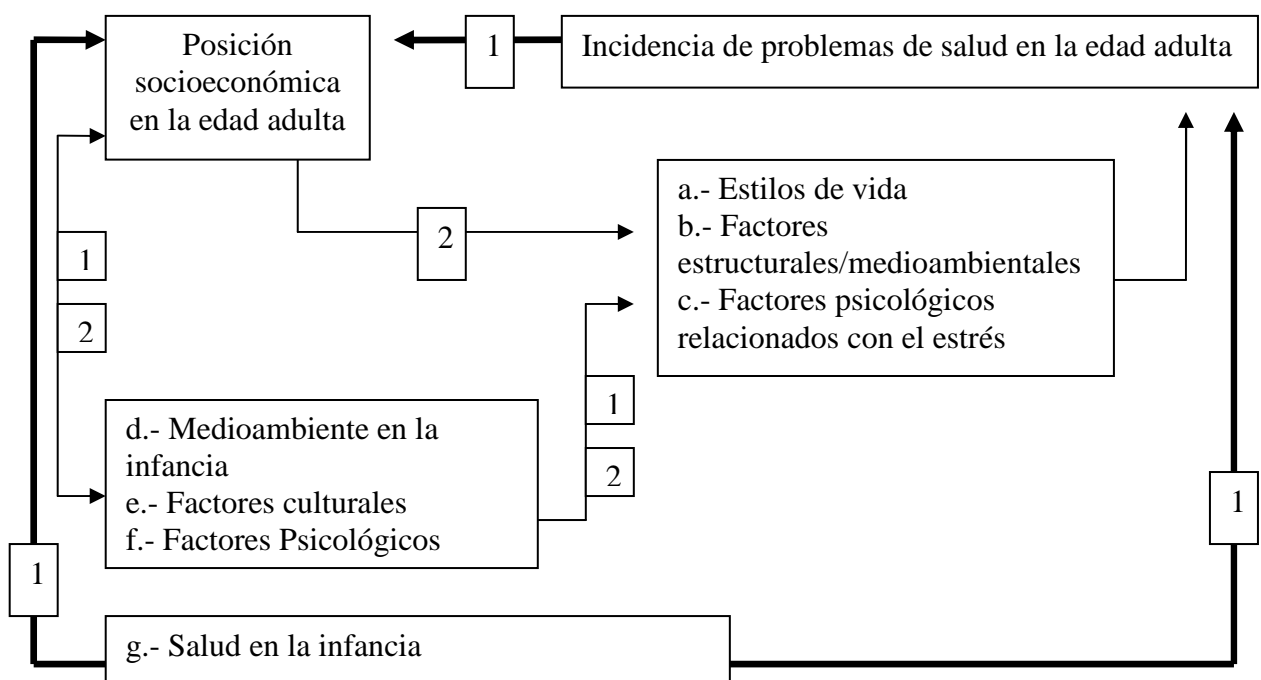 Posición
socioeconómica
en la edad adulta
1
Incidencia de problemas de salud en la edad adulta
a.- Estilos de vida
b.- Factores
estructurales/medioambientales
c.- Factores psicológicos
relacionados con el estrés
2
1
2
1
2
d.- Medioambiente en la
infancia
e.- Factores culturales
f.- Factores Psicológicos
1
1
g.- Salud en la infancia